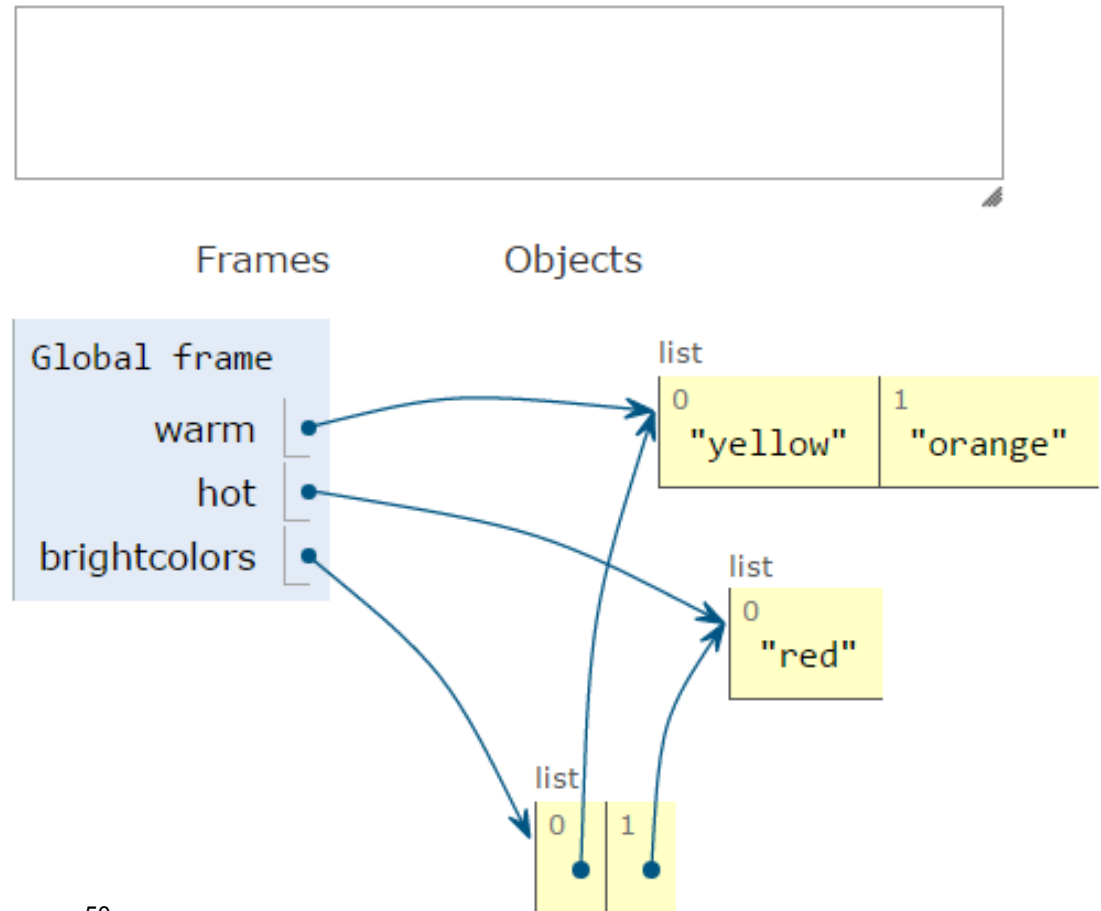 Frames Objects
Global frame
list
0 1
"yellow" "orange"
warm
hot
brightcolors
list
0
"red"
list
0 1